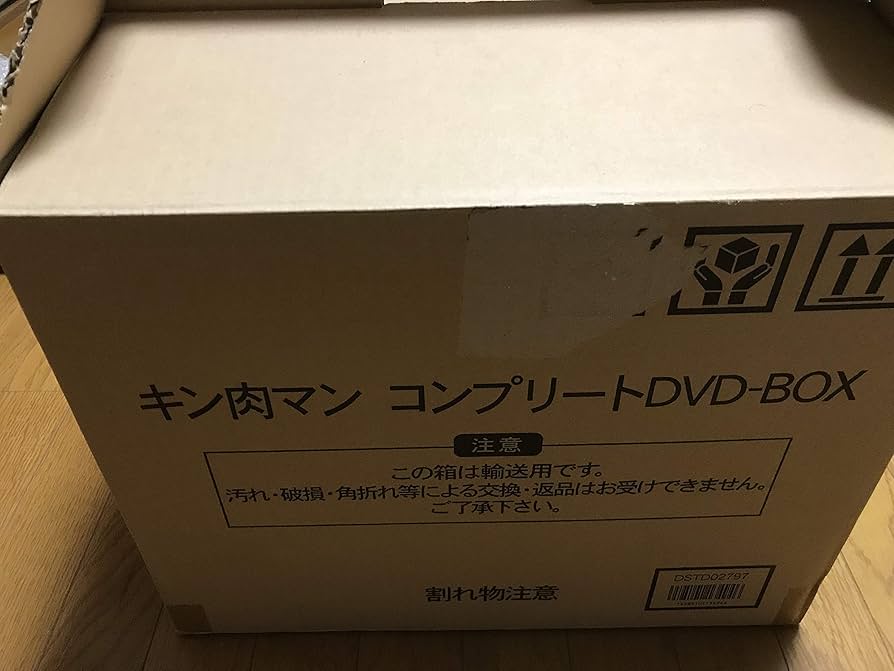 キン肉マン コンプリートDVD-BOX
注意
この箱は輸送用です。
汚れ・破損・角折れ等による交換・返品はお受けできません。
ご了承下さい。
割れ物注意
DSTD02797